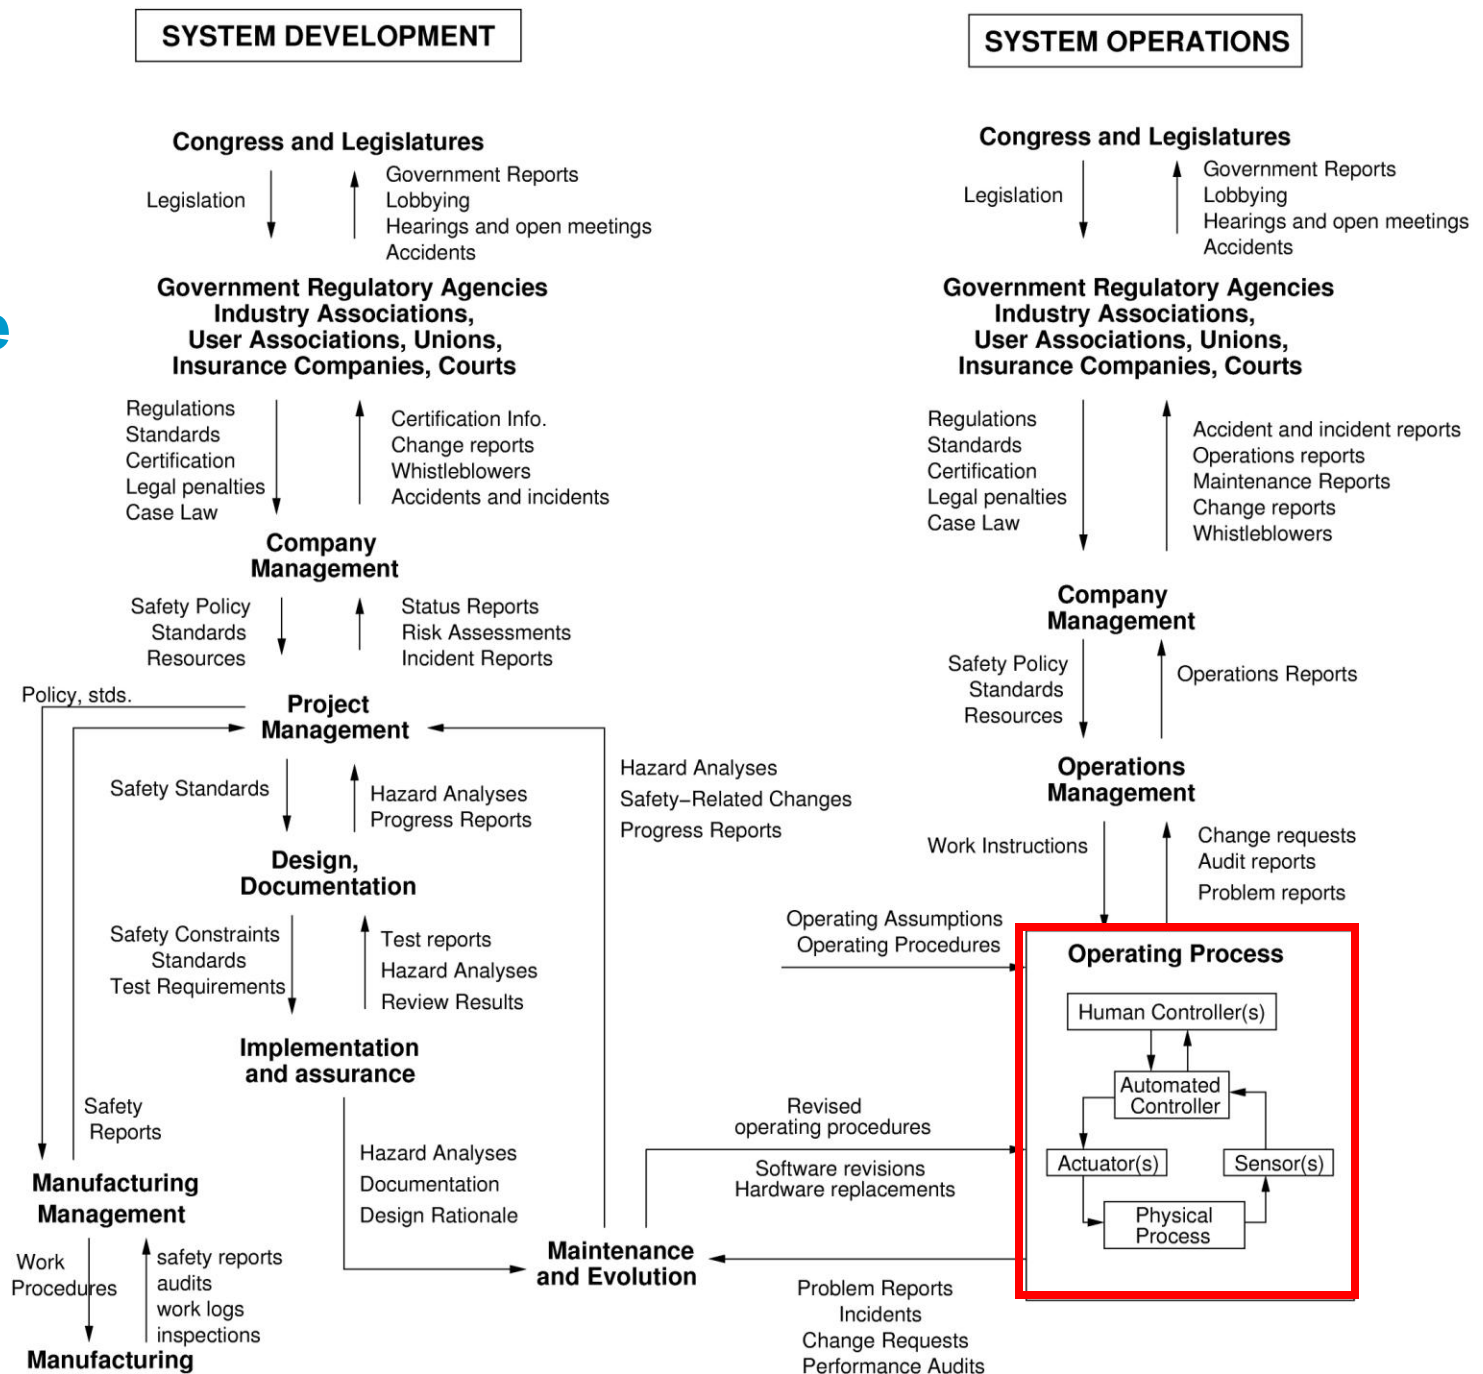 SYSTEM DEVELOPMENT
Congress and Legislatures
Legislation
Government Reports
Lobbying
Hearings and open meetings
Accidents
Government Regulatory Agencies
Industry Associations,
User Associations, Unions,
Insurance Companies, Courts
Regulations
Standards
Certification
Legal penalties
Case Law
Certification Info.
Change reports
Whistleblowers
Accidents and incidents
Company
Management
Safety Policy
Standards
Resources
Status Reports
Risk Assessments
Incident Reports
Policy, stds.
Project
Management
Safety Standards
Hazard Analyses
Progress Reports
Hazard Analyses
Safety-Related Changes
Progress Reports
Design,
Documentation
Safety Constraints
Standards
Test Requirements
Test reports
Hazard Analyses
Review Results
Implementation
and assurance
Safety
Reports
Hazard Analyses
Documentation
Design Rationale
Manufacturing
Management
Work
Procedures
safety reports
audits
work logs
inspections
Manufacturing
Maintenance
and Evolution
SYSTEM OPERATIONS
Congress and Legislatures
Legislation
Government Reports
Lobbying
Hearings and open meetings
Accidents
Government Regulatory Agencies
Industry Associations,
User Associations, Unions,
Insurance Companies, Courts
Regulations
Standards
Certification
Legal penalties
Case Law
Accident and incident reports
Operations reports
Maintenance Reports
Change reports
Whistleblowers
Company
Management
Safety Policy
Standards
Resources
Operations Reports
Operations
Management
Work Instructions
Change requests
Audit reports
Problem reports
Operating Assumptions
Operating Procedures
Operating Process
Human Controller(s)
Automated
Controller
Actuator(s)
Sensor(s)
Physical
Process
Revised
operating procedures
Software revisions
Hardware replacements
Problem Reports
Incidents
Change Requests
Performance Audits